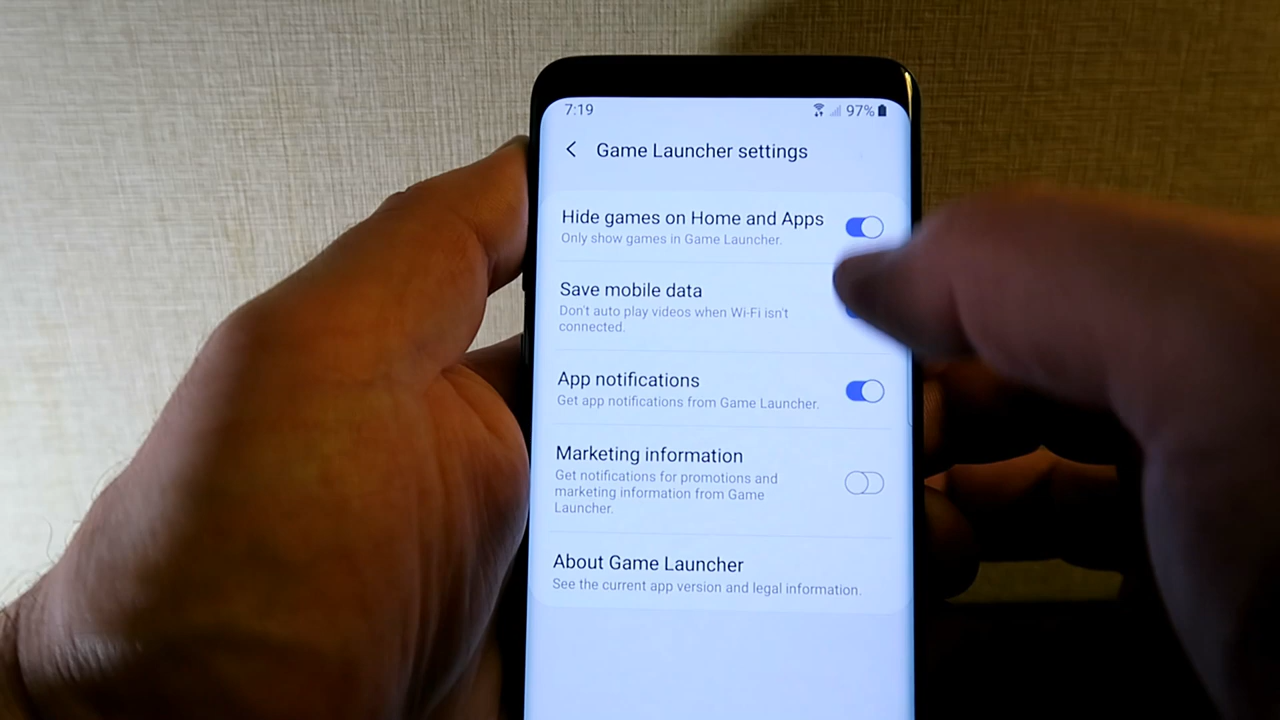 7:19 97%
Game Launcher settings
Hide games on Home and Apps
Only show games in Game Launcher.
Save mobile data
Don't auto play videos when Wi-Fi isn't
connected.
App notifications
Get app notifications from Game Launcher.
Marketing information
Get notifications for promotions and
marketing information from Game
Launcher.
About Game Launcher
See the current app version and legal information.